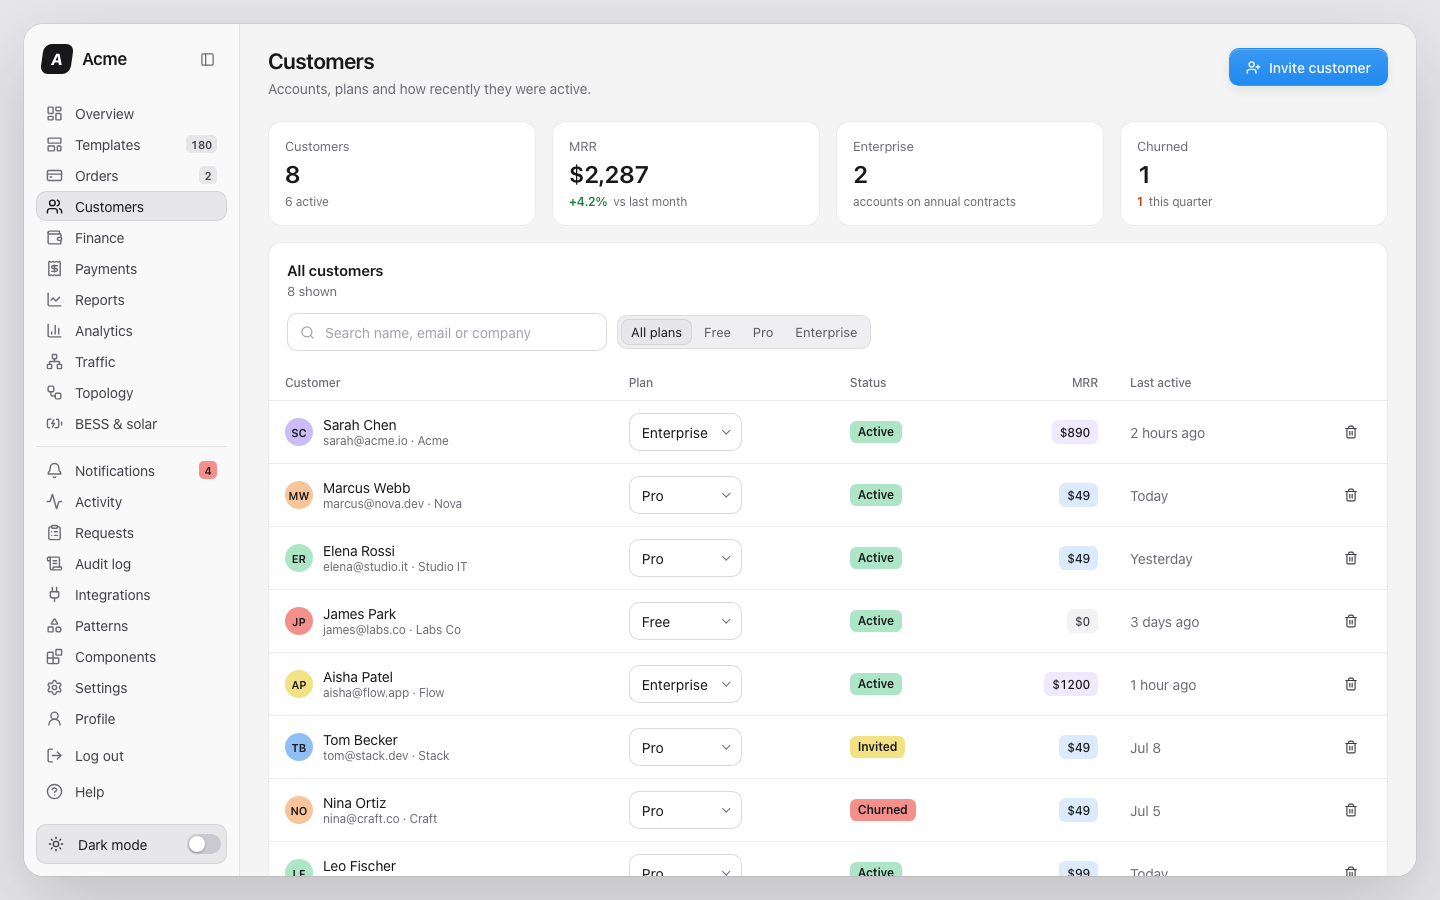 A Acme
Overview
Templates 180
Orders 2
Customers
Finance
Payments
Reports
Analytics
Traffic
Topology
BESS & solar
Notifications 4
Activity
Requests
Audit log
Integrations
Patterns
Components
Settings
Profile
Log out
Help
Dark mode
Customers
Accounts, plans and how recently they were active.
Invite customer
Customers
8
6 active
MRR
$2,287
+4.2% vs last month
Enterprise
2
accounts on annual contracts
Churned
1
1 this quarter
All customers
8 shown
Search name, email or company
All plans Free Pro Enterprise
Customer Plan Status MRR Last active
SC Sarah Chen Enterprise Active $890 2 hours ago
sarah@acme.io · Acme
MW Marcus Webb Pro Active $49 Today
marcus@nova.dev · Nova
ER Elena Rossi Pro Active $49 Yesterday
elena@studio.it · Studio IT
JP James Park Free Active $0 3 days ago
james@labs.co · Labs Co
AP Aisha Patel Enterprise Active $1200 1 hour ago
aisha@flow.app · Flow
TB Tom Becker Pro Invited $49 Jul 8
tom@stack.dev · Stack
NO Nina Ortiz Pro Churned $49 Jul 5
nina@craft.co · Craft
LF Leo Fischer Pro Active $99 Today